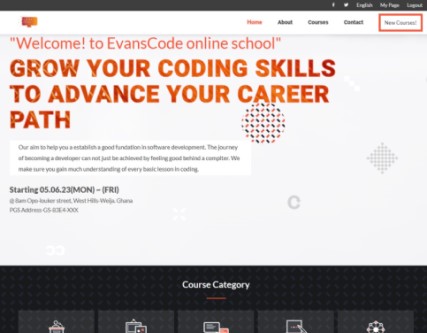 English My Page Logout
Home About Courses Contact New Courses!
"Welcome! to EvansCode online school"
GROW YOUR CODING SKILLS
TO ADVANCE YOUR CAREER
PATH
Our aim to help you a establish a good fundation in software development, The journey
of becoming a developer can not just be achieved by feeling good behind a compiter. We
make sure you gain much understanding of every basic lesson in coding.
Starting 05.06.23(MON) ~ (FRI)
@ 8am Opo-louker street, West Hills-Weija, Ghana
PGS Address-GS-83E4 XXX
Course Category